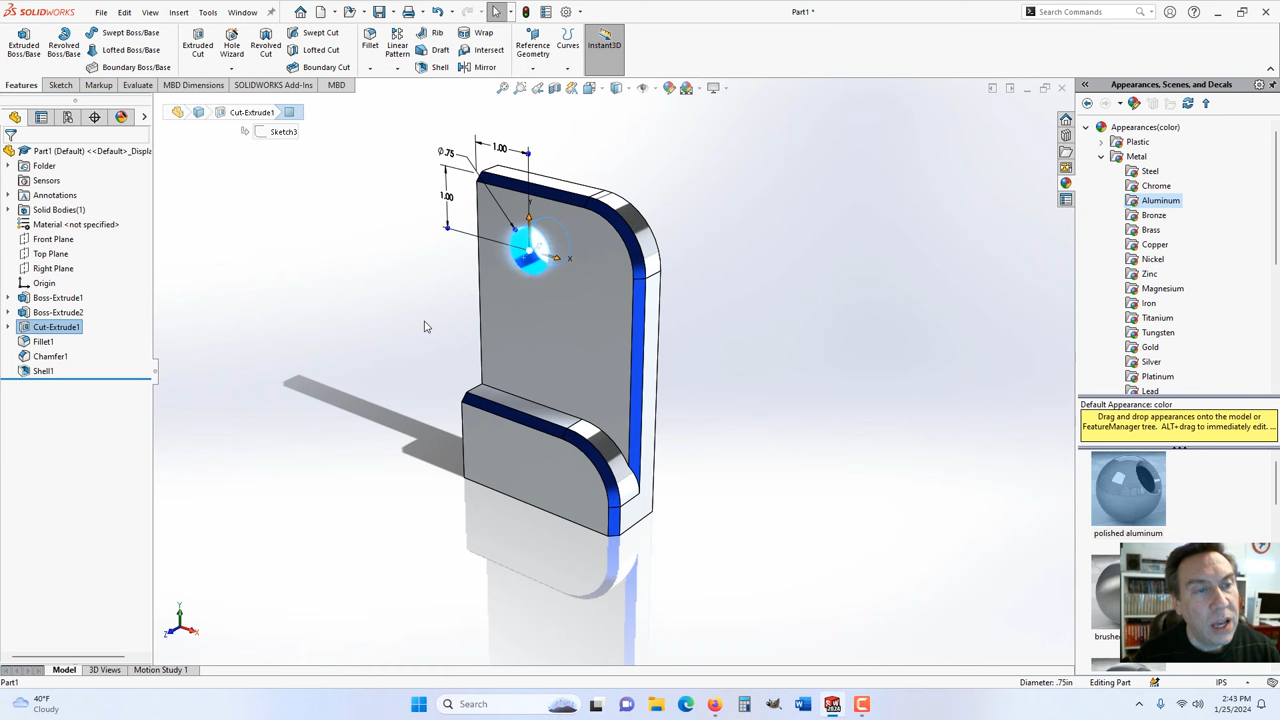 SOLIDWORKS File Edit View Insert Tools Window Part1 * Search Commands
Extruded Boss/Base
Revolved Boss/Base
Swept Boss/Base
Lofted Boss/Base
Boundary Boss/Base
Extruded Cut
Hole Wizard
Revolved Cut
Swept Cut
Lofted Cut
Boundary Cut
Fillet
Linear Pattern
Rib
Draft
Shell
Wrap
Intersect
Mirror
Reference Geometry
Curves
Instant3D
Features Sketch Markup Evaluate MBD Dimensions SOLIDWORKS Add-Ins MBD
Cut-Extrude1
Sketch3
Part1 (Default) <<Default>_Displa
Folder
Sensors
Annotations
Solid Bodies(1)
Material <not specified>
Front Plane
Top Plane
Right Plane
Origin
Boss-Extrude1
Boss-Extrude2
Cut-Extrude1
Fillet1
Chamfer1
Shell1
1.00
Ø.75
1.00
Y
X
Y
Z
X
Appearances, Scenes, and Decals
Appearances(color)
Plastic
Metal
Steel
Chrome
Aluminum
Bronze
Brass
Copper
Nickel
Zinc
Magnesium
Iron
Titanium
Tungsten
Gold
Silver
Platinum
Lead
Default Appearance: color
Drag and drop appearances onto the model or
FeatureManager tree. ALT+drag to immediately edit. ...
polished aluminum
Model 3D Views Motion Study 1
Part1 Diameter: .75in Editing Part IPS
40°F
Cloudy
Search
2:43 PM
1/25/2024